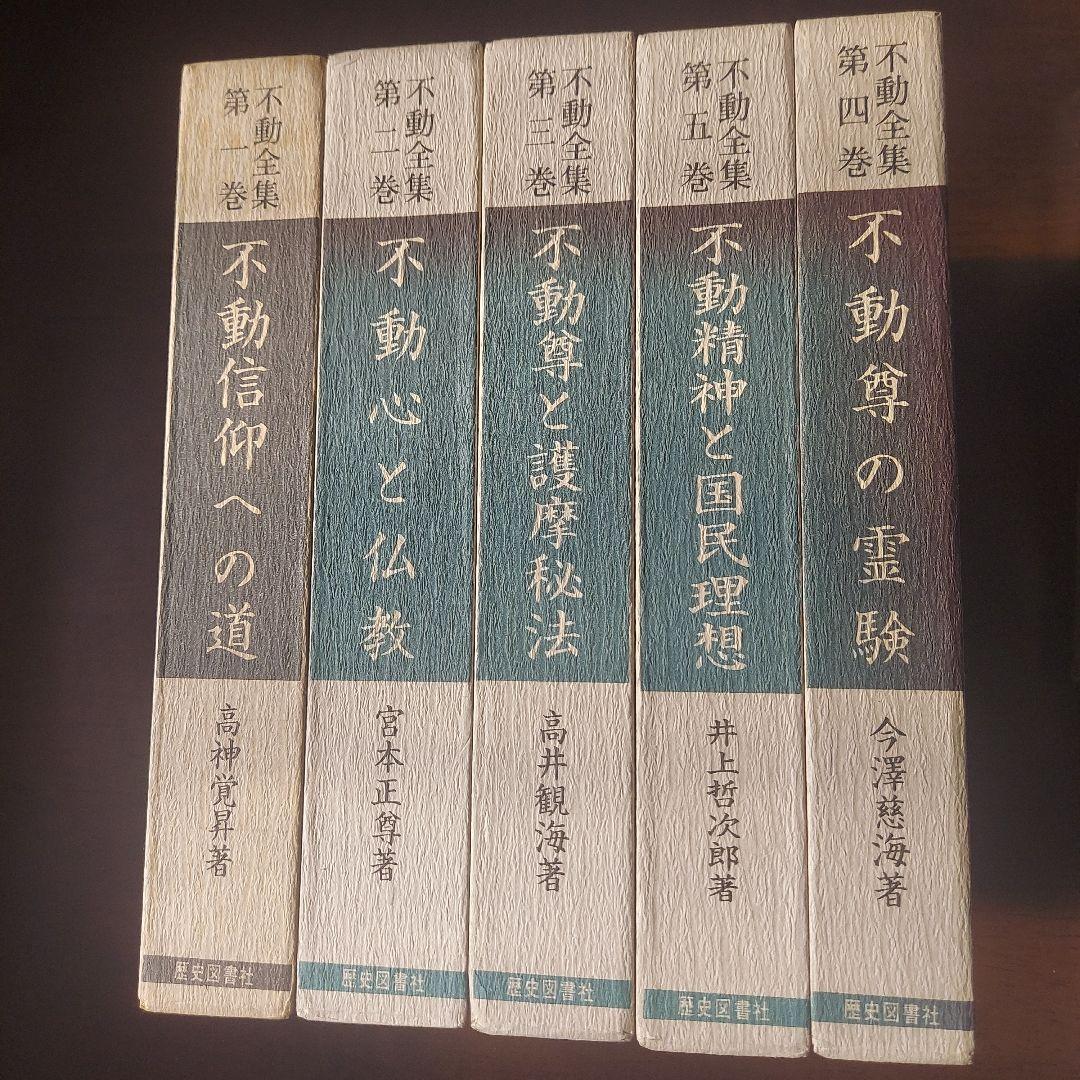 不動全集
第一巻
不動信仰への道
高神覚昇著
歴史図書社
不動全集
第二巻
不動心と仏教
宮本正尊著
歴史図書社
不動全集
第三巻
不動尊と護摩秘法
高井観海著
歴史図書社
不動全集
第五巻
不動精神と国民理想
井上哲次郎著
歴史図書社
不動全集
第四巻
不動尊の霊験
今澤慈海著
歴史図書社